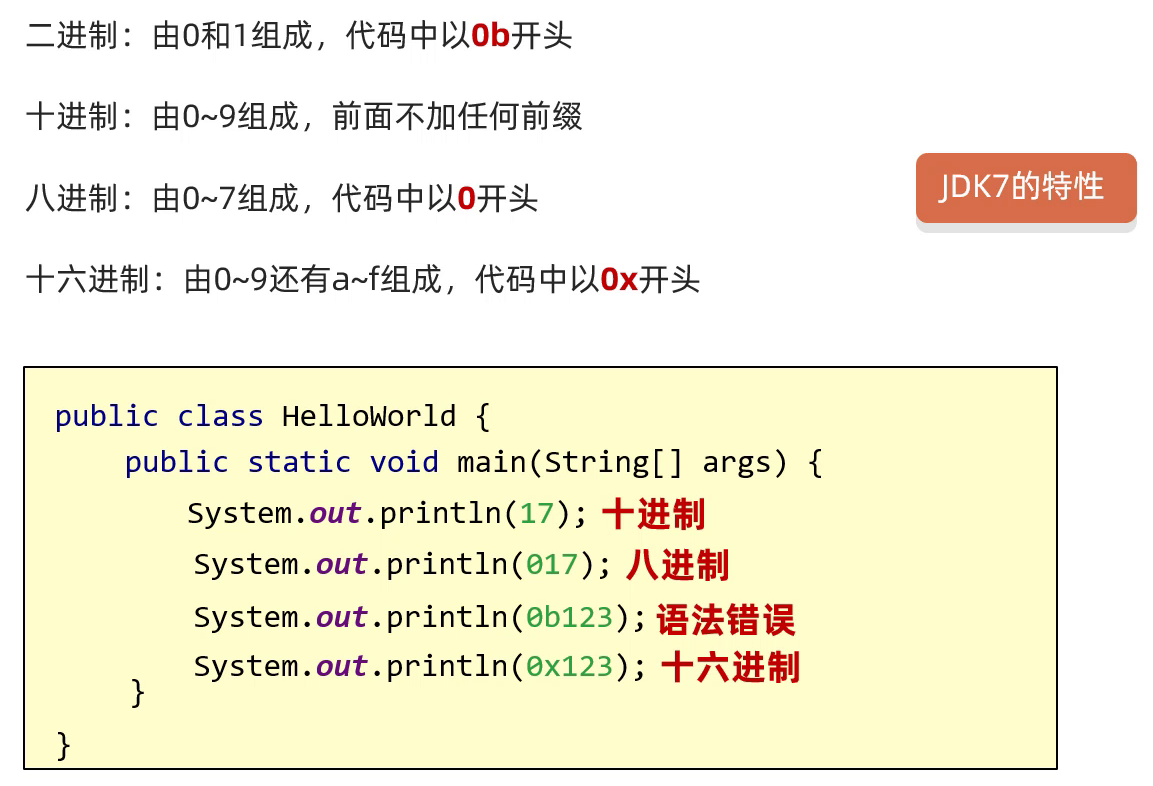 二进制：由0和1组成，代码中以0b开头
十进制：由0~9组成，前面不加任何前缀
八进制：由0~7组成，代码中以0开头
JDK7的特性
十六进制：由0~9还有a~f组成，代码中以0x开头
public class HelloWorld {
public static void main(String[] args) {
System.out.println(17); 十进制
System.out.println(017); 八进制
System.out.println(0b123); 语法错误
System.out.println(0x123); 十六进制
}
}